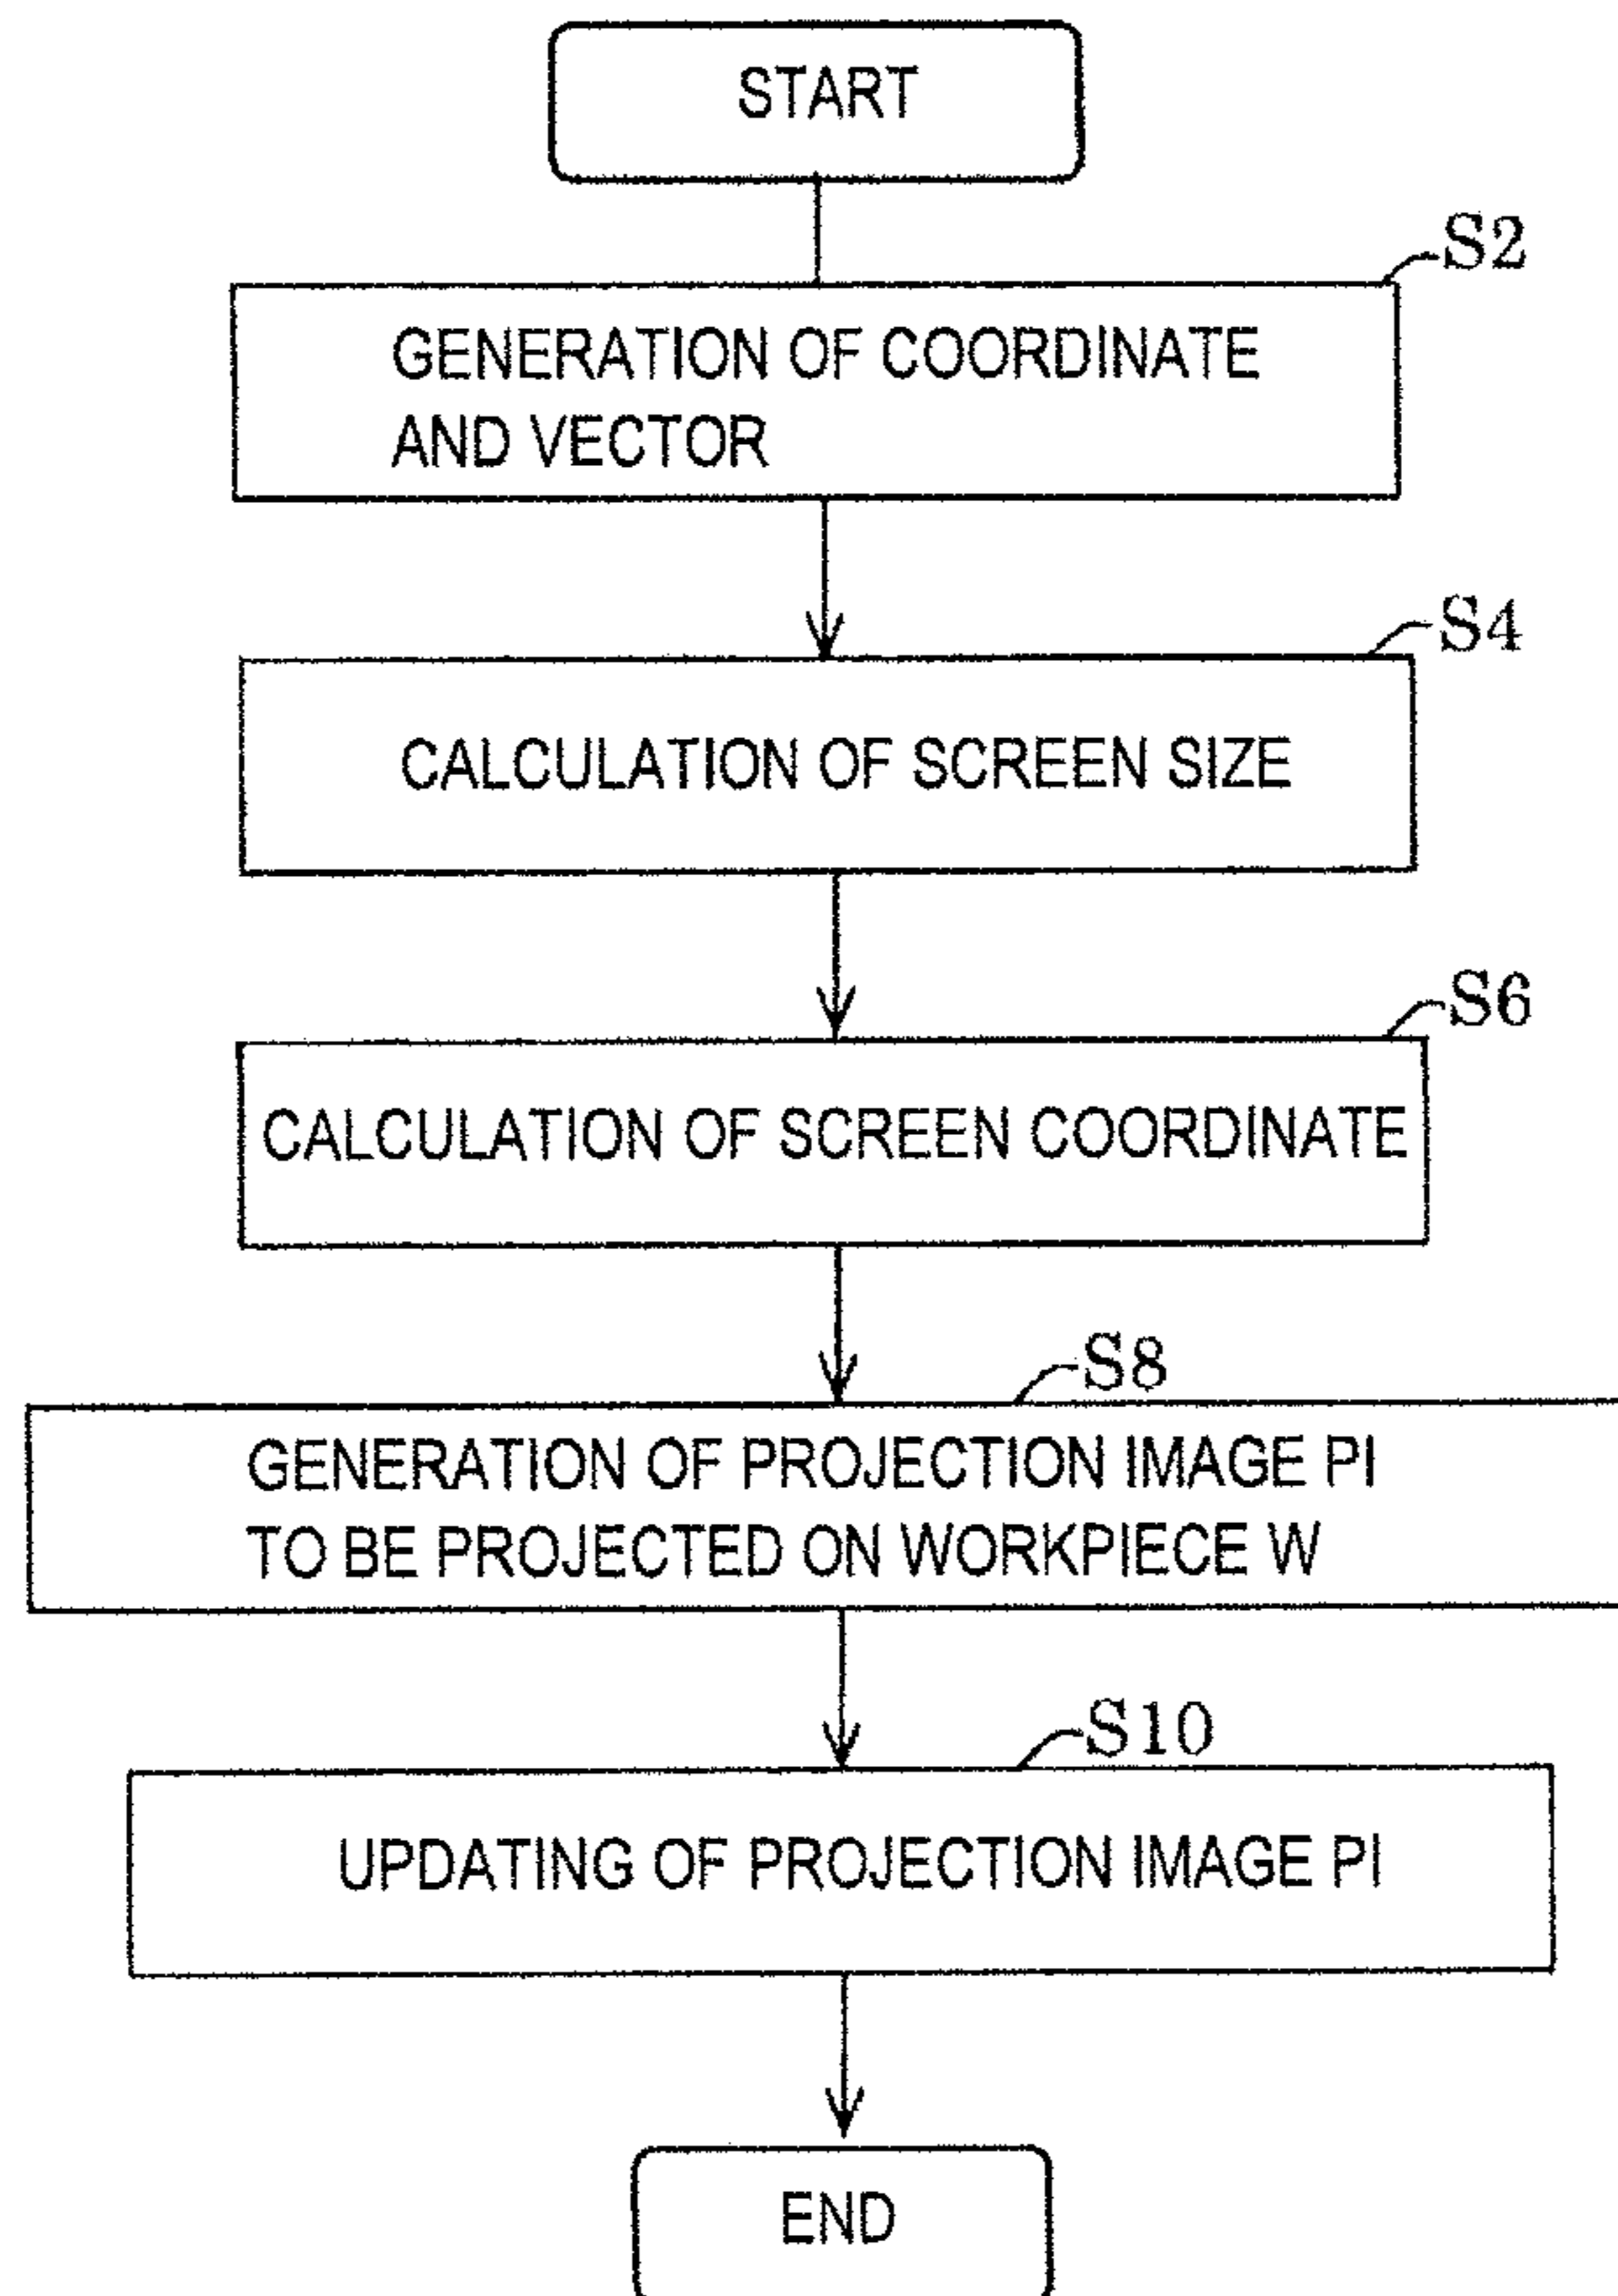 START
S2
GENERATION OF COORDINATE
AND VECTOR
S4
CALCULATION OF SCREEN SIZE
S6
CALCULATION OF SCREEN COORDINATE
S8
GENERATION OF PROJECTION IMAGE PI
TO BE PROJECTED ON WORKPIECE W
S10
UPDATING OF PROJECTION IMAGE PI
END